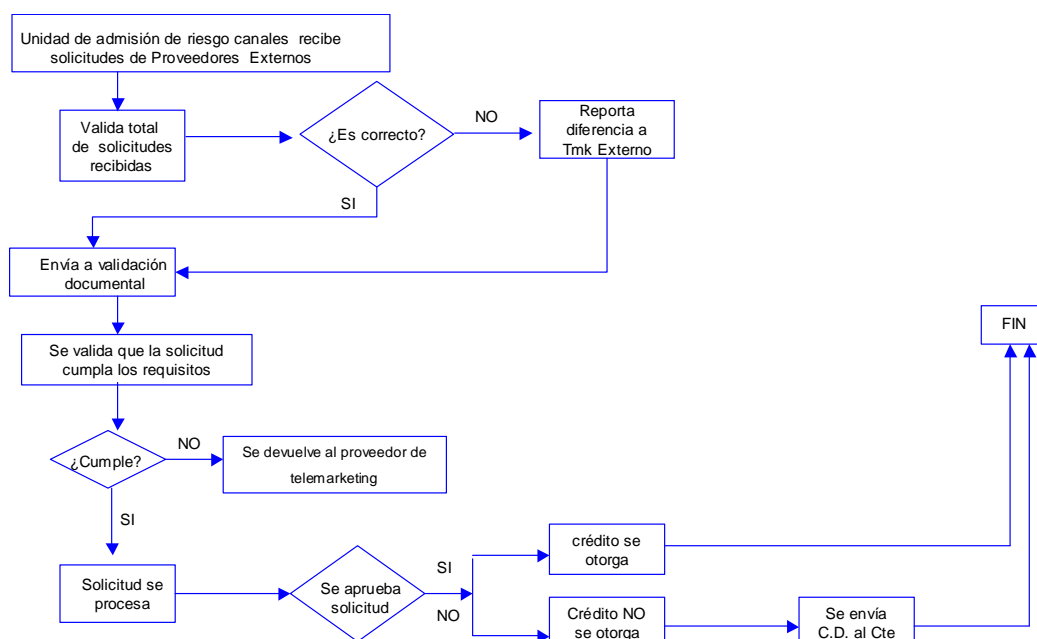 Unidad de admisión de riesgo canales recibe
solicitudes de Proveedores Externos
Valida total
de solicitudes
recibidas
¿Es correcto?
NO
Reporta
diferencia a
Tmk Externo
SI
Envía a validación
documental
Se valida que la solicitud
cumpla los requisitos
FIN
¿Cumple?
NO
Se devuelve al proveedor de
telemarketing
SI
Solicitud se
procesa
Se aprueba
solicitud
SI
NO
crédito se
otorga
Crédito NO
se otorga
Se envía
C.D. al Cte